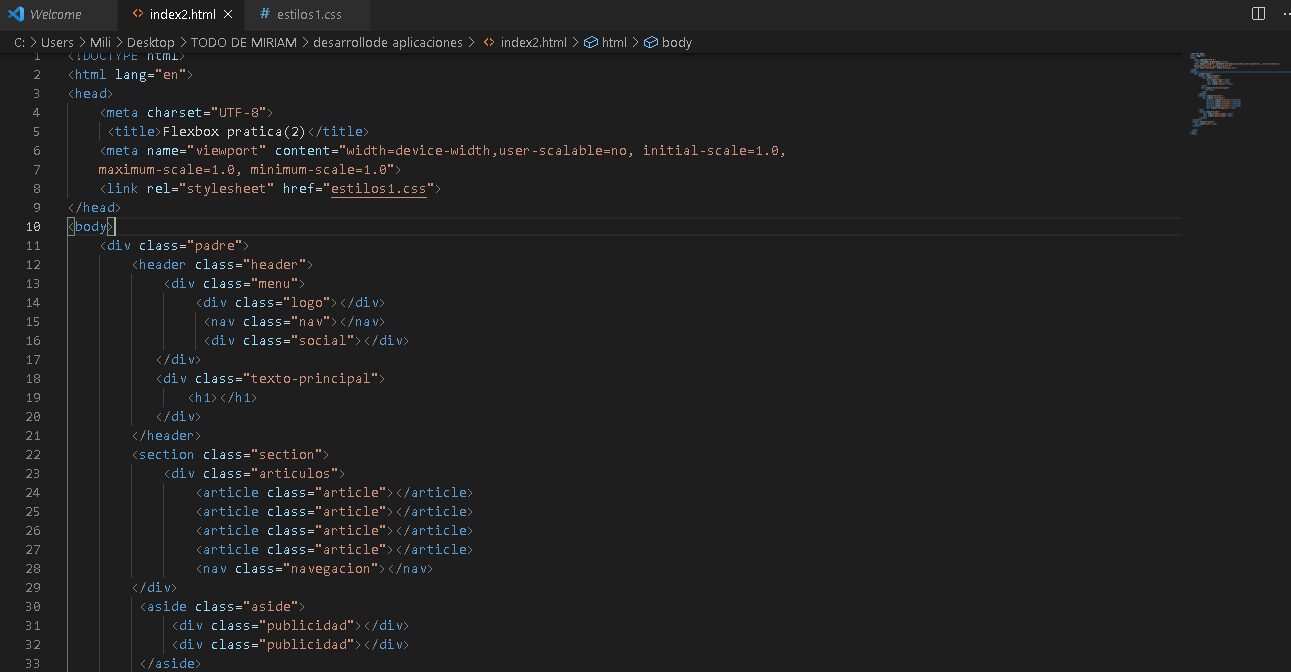 Welcome
index2.html
# estilos1.css
C: > Users > Mili > Desktop > TODO DE MIRIAM > desarrollode aplicaciones > index2.html > html > body
1 <!DOCTYPE html>
2 <html lang="en">
3 <head>
4 <meta charset="UTF-8">
5 <title>Flexbox pratica(2)</title>
6 <meta name="viewport" content="width=device-width,user-scalable=no, initial-scale=1.0,
7 maximum-scale=1.0, minimum-scale=1.0">
8 <link rel="stylesheet" href="estilos1.css">
9 </head>
10 <body>
11 <div class="padre">
12 <header class="header">
13 <div class="menu">
14 <div class="logo"></div>
15 <nav class="nav"></nav>
16 <div class="social"></div>
17 </div>
18 <div class="texto-principal">
19 <h1></h1>
20 </div>
21 </header>
22 <section class="section">
23 <div class="articulos">
24 <article class="article"></article>
25 <article class="article"></article>
26 <article class="article"></article>
27 <article class="article"></article>
28 <nav class="navegacion"></nav>
29 </div>
30 <aside class="aside">
31 <div class="publicidad"></div>
32 <div class="publicidad"></div>
33 </aside>